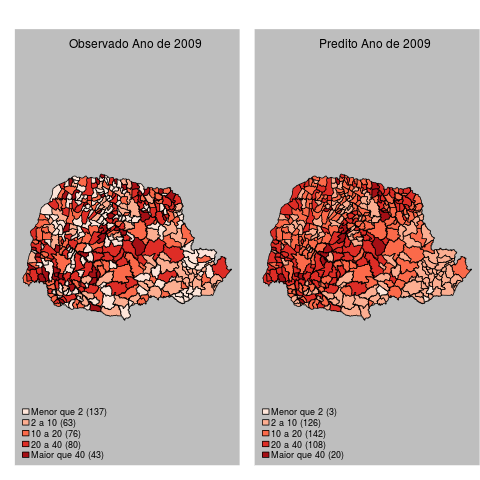 Observado Ano de 2009
Menor que 2 (137)
2 a 10 (63)
10 a 20 (76)
20 a 40 (80)
Maior que 40 (43)
Predito Ano de 2009
Menor que 2 (3)
2 a 10 (126)
10 a 20 (142)
20 a 40 (108)
Maior que 40 (20)